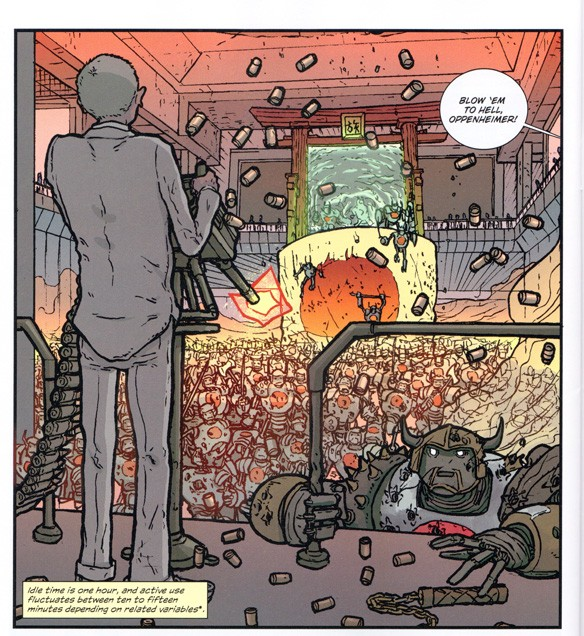 BLOW 'EM
TO HELL,
OPPENHEIMER!
Idle time is one hour, and active use
fluctuates between ten to fifteen
minutes depending on related variables*.